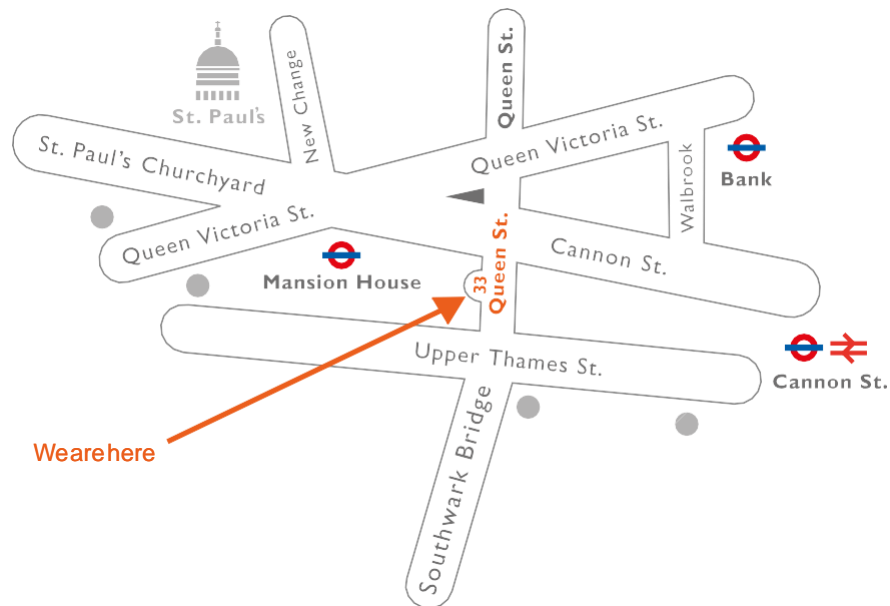 Queen St.
New Change
St. Paul's
St. Paul's Churchyard
Queen Victoria St.
Walbrook
Bank
Queen Victoria St.
Mansion House
33
Queen St.
Cannon St.
Upper Thames St.
Cannon St.
Wearehere
Southwark Bridge